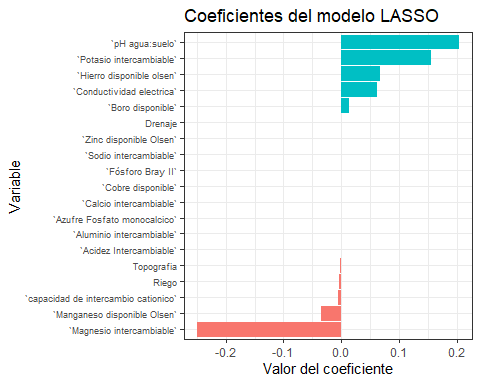 Coeficientes del modelo LASSO
`pH agua:suelo`
`Potasio intercambiable`
`Hierro disponible olsen`
`Conductividad electrica`
`Boro disponible`
Drenaje
`Zinc disponible Olsen`
`Sodio intercambiable`
`Fósforo Bray II`
`Cobre disponible`
`Calcio intercambiable`
`Azufre Fosfato monocalcico`
`Aluminio intercambiable`
`Acidez Intercambiable`
Topografia
Riego
`capacidad de intercambio cationico`
`Manganeso disponible Olsen`
`Magnesio intercambiable`
Variable
-0.2 -0.1 0.0 0.1 0.2
Valor del coeficiente